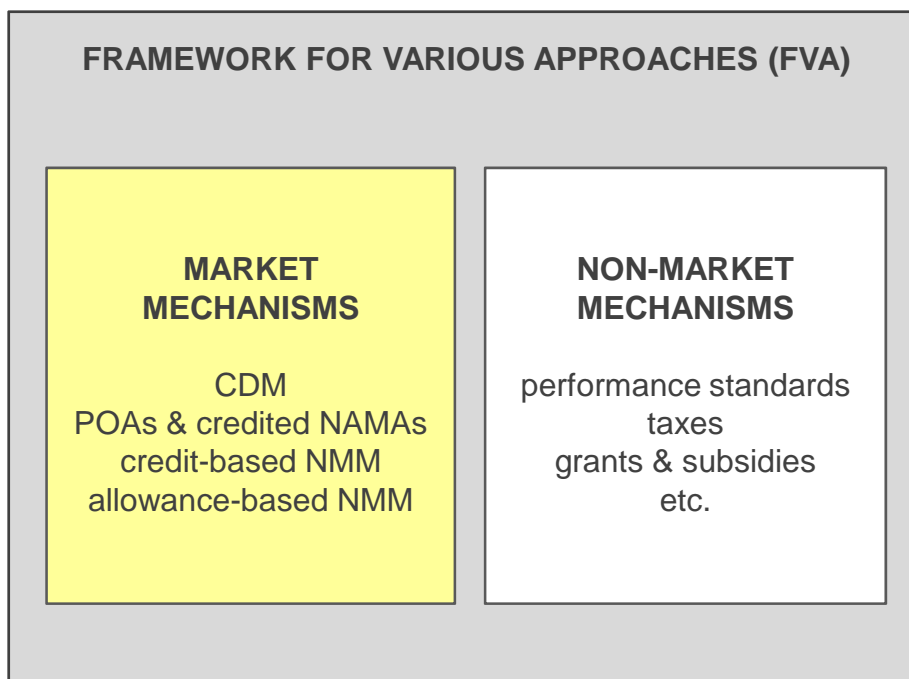 FRAMEWORK FOR VARIOUS APPROACHES (FVA)
MARKET
MECHANISMS
CDM
POAs & credited NAMAs
credit-based NMM
allowance-based NMM
NON-MARKET
MECHANISMS
performance standards
taxes
grants & subsidies
etc.